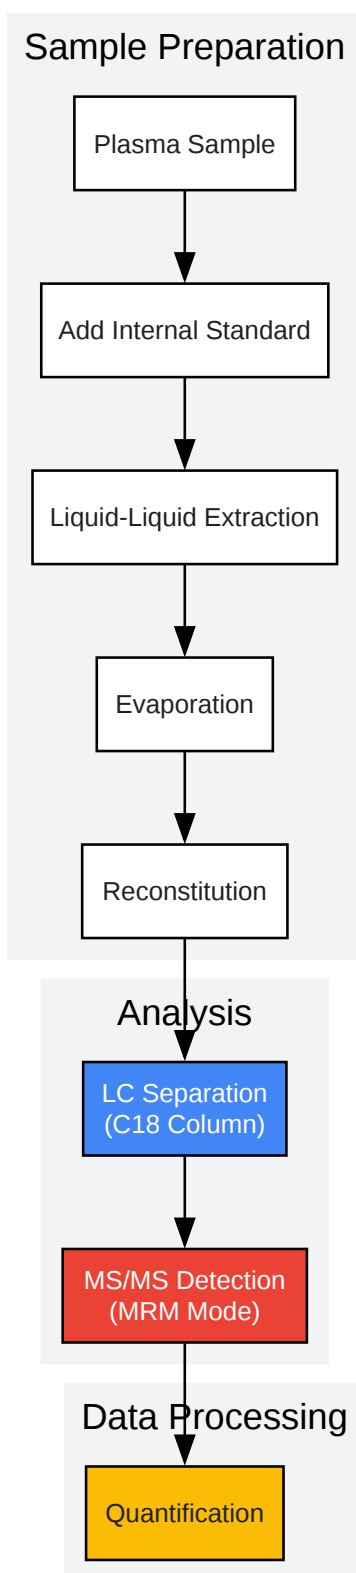 Sample Preparation
Plasma Sample
Add Internal Standard
Liquid-Liquid Extraction
Evaporation
Reconstitution
Analysis
LC Separation
(C18 Column)
MS/MS Detection
(MRM Mode)
Data Processing
Quantification